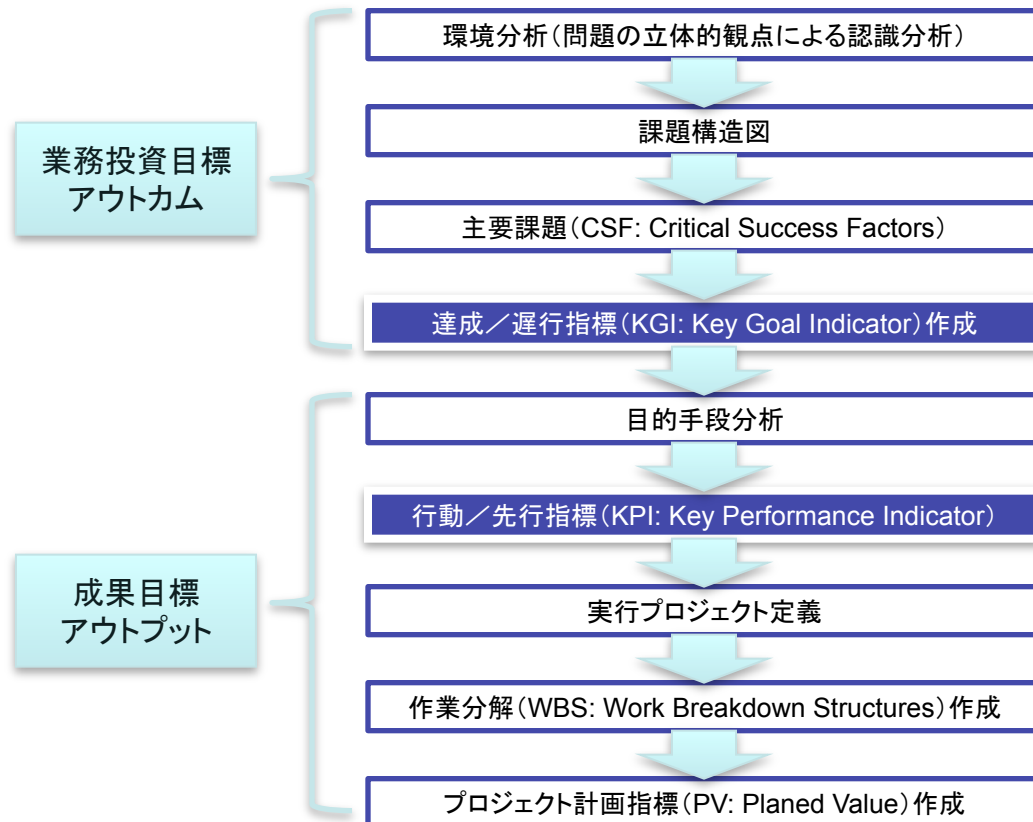 環境分析（問題の立体的観点による認識分析）
課題構造図
業務投資目標
アウトカム
主要課題（CSF: Critical Success Factors）
達成／遅行指標（KGI: Key Goal Indicator）作成
目的手段分析
行動／先行指標（KPI: Key Performance Indicator）
成果目標
アウトプット
実行プロジェクト定義
作業分解（WBS: Work Breakdown Structures）作成
プロジェクト計画指標（PV: Planed Value）作成